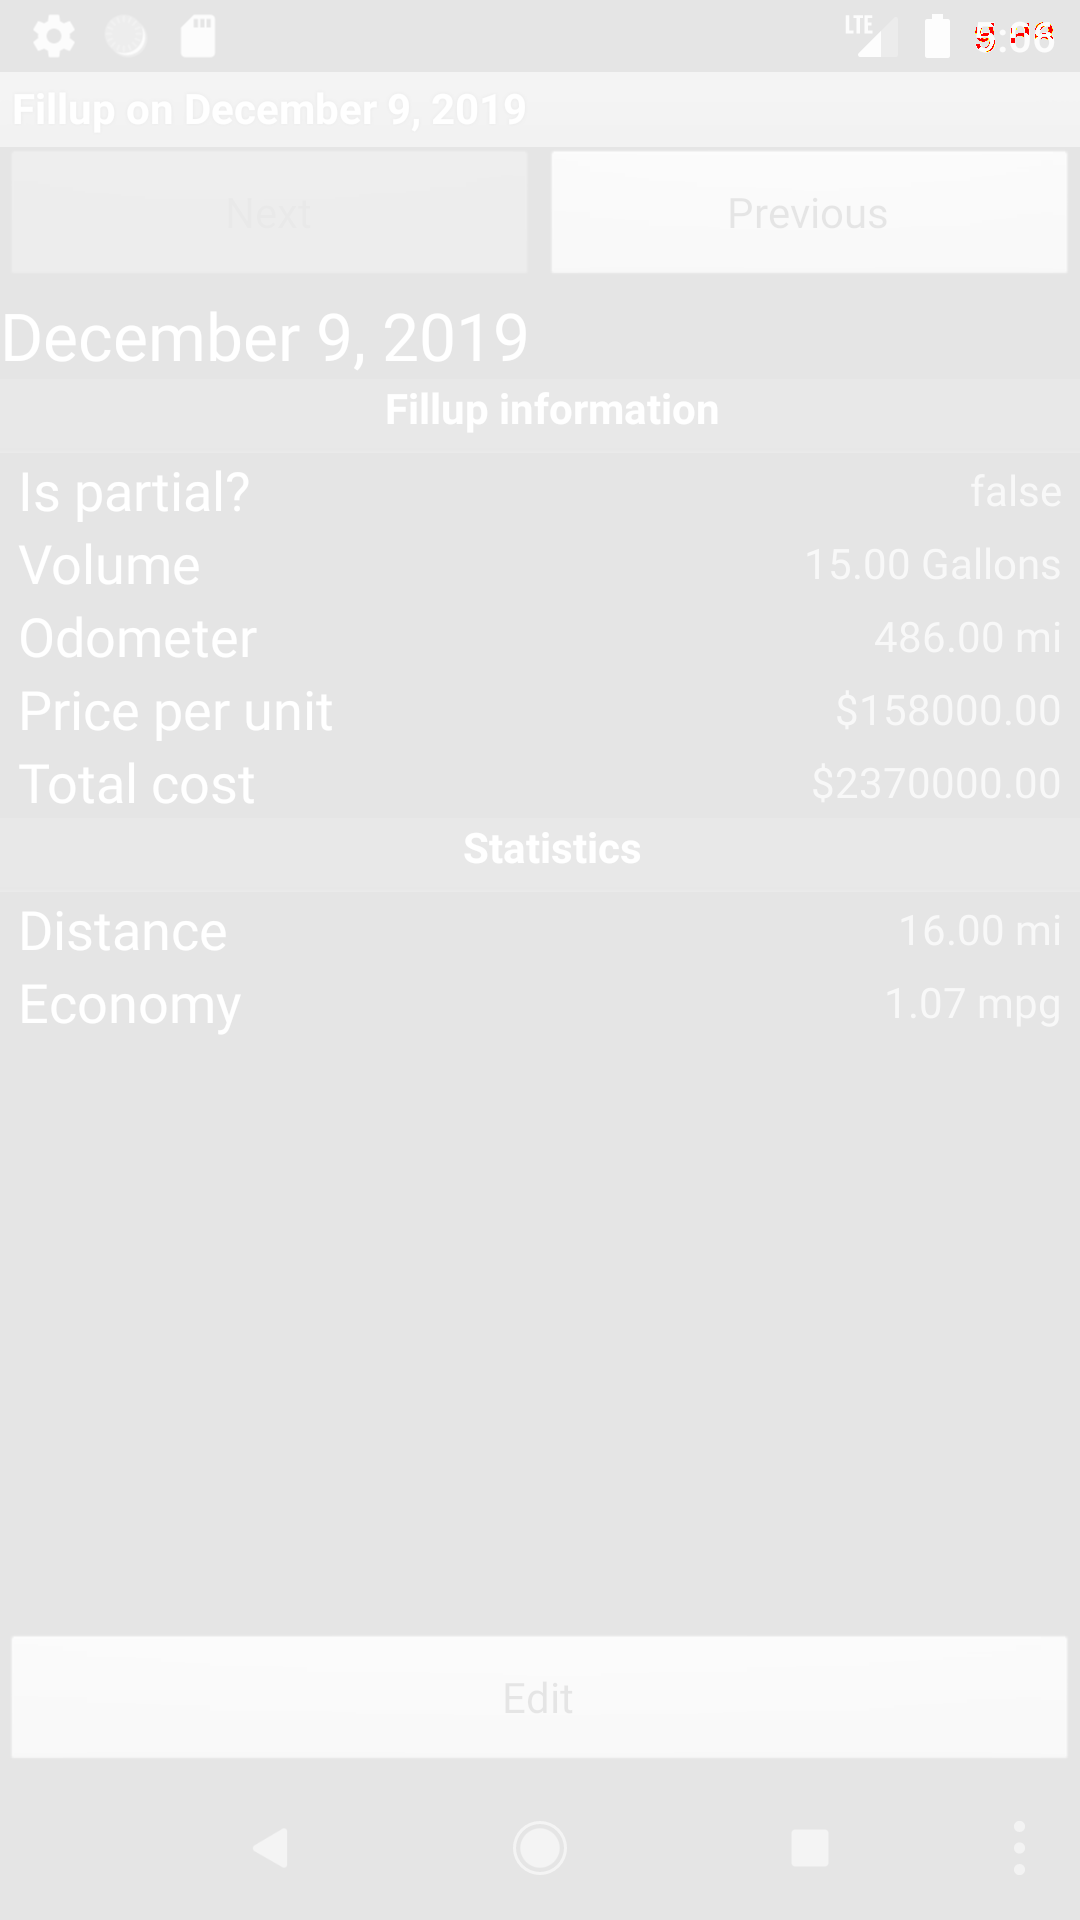 LTE
Fillup on December 9, 2019
Next Previous
December 9, 2019
Fillup information
Is partial? false
Volume 15.00 Gallons
Odometer 486.00 mi
Price per unit $158000.00
Total cost $2370000.00
Statistics
Distance 16.00 mi
Economy 1.07 mpg
Edit